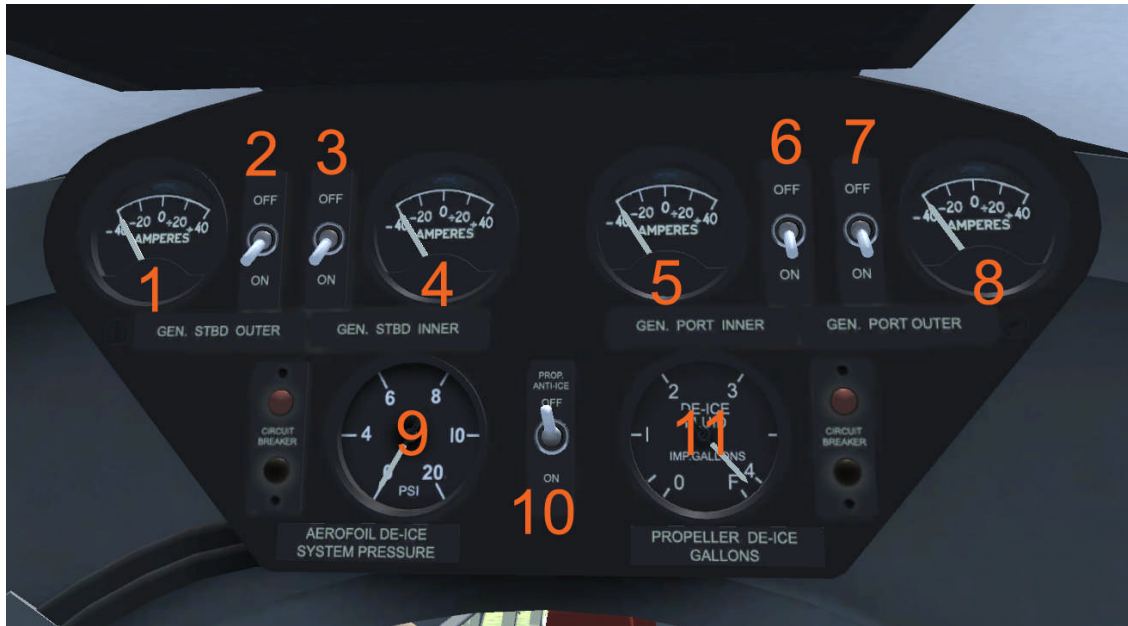 2 3 6 7
OFF OFF OFF OFF
-40 -20 0 +20 +40
AMPERES
-40 -20 0 +20 +40
AMPERES
-40 -20 0 +20 +40
AMPERES
-40 -20 0 +20 +40
AMPERES
ON ON ON ON
1 4 5 8
GEN. STBD OUTER
GEN. STBD INNER
GEN. PORT INNER
GEN. PORT OUTER
CIRCUIT
BREAKER
6 8
4 9 10
0 20
PSI
AEROFOIL DE-ICE
SYSTEM PRESSURE
PROP.
ANTI-ICE
OFF
ON
10
2 3
DE-ICE
FLUID
1 11
IMP.GALLONS
0 F 4
PROPELLER DE-ICE
GALLONS
CIRCUIT
BREAKER